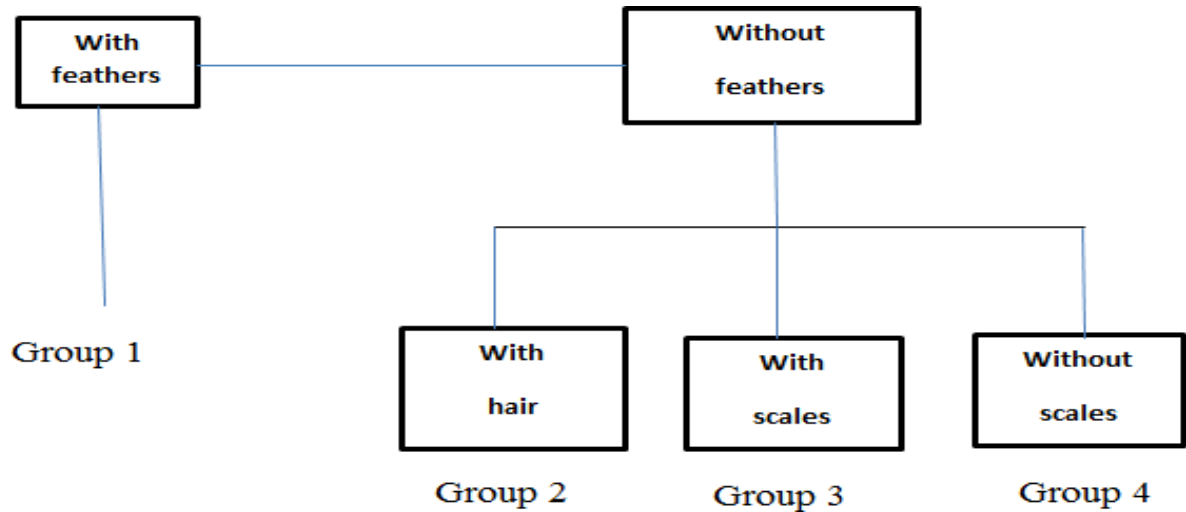 With
feathers
Without
feathers
Group 1
With
hair
With
scales
Without
scales
Group 2
Group 3
Group 4